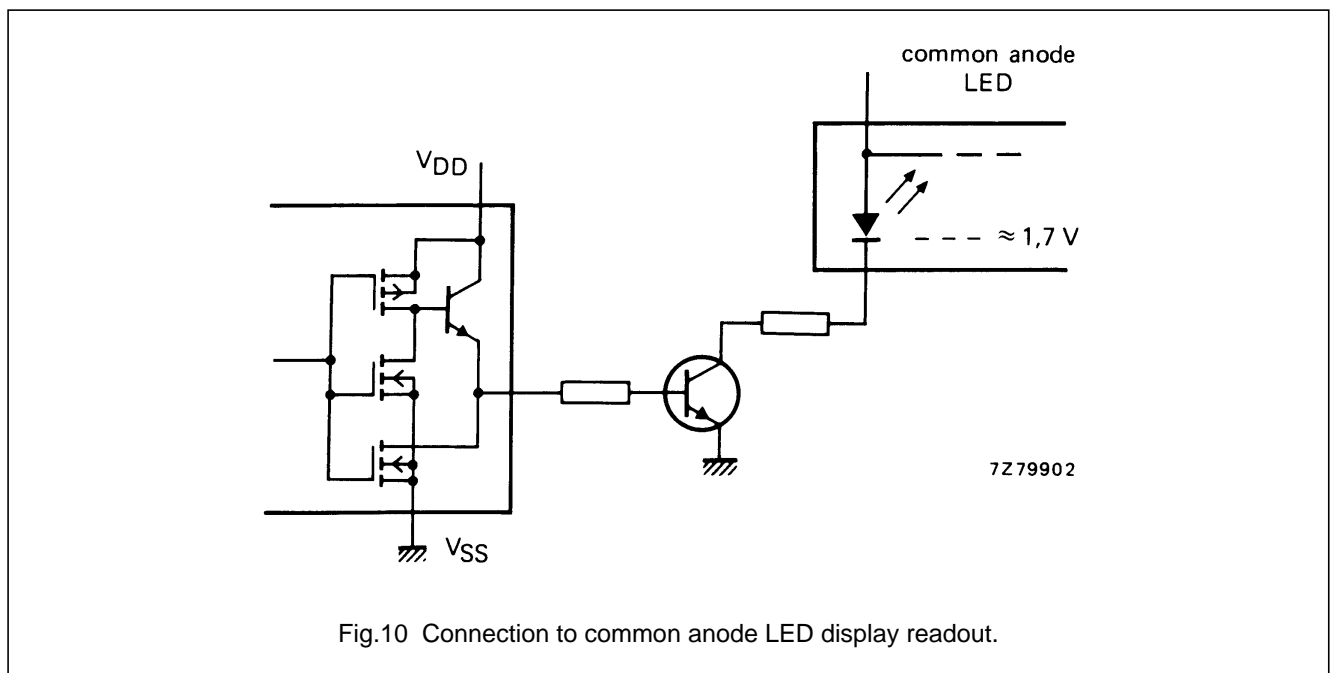 common anode
LED
VDD
≈ 1,7 V
7Z79902
VSS
Fig.10 Connection to common anode LED display readout.